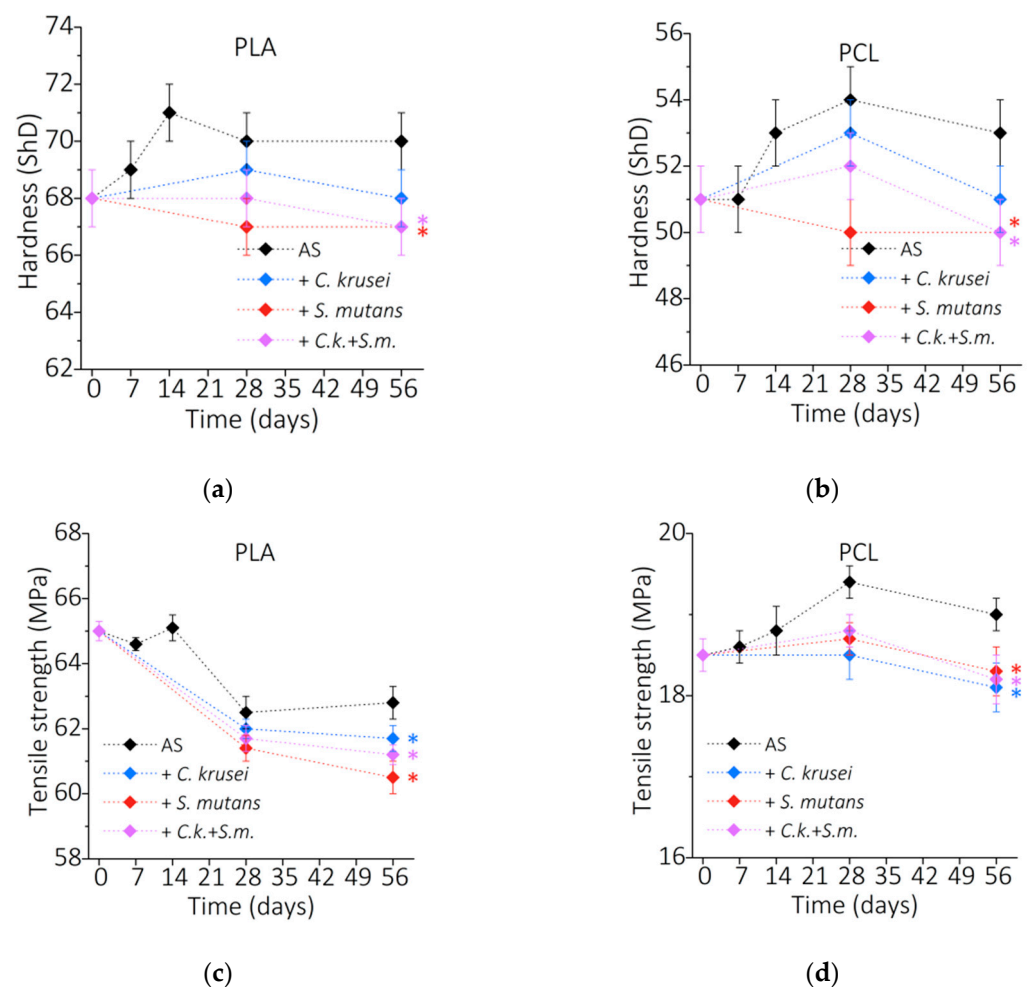 PLA
Hardness (ShD)
74
72
70
68
66
64
62
AS
+ C. krusei
+ S. mutans
+ C.k.+S.m.
*
*
0 7 14 21 28 35 42 49 56
Time (days)
(a)
PCL
Hardness (ShD)
56
54
52
50
48
46
AS
+ C. krusei
+ S. mutans
+ C.k.+S.m.
*
*
0 7 14 21 28 35 42 49 56
Time (days)
(b)
PLA
Tensile strength (MPa)
68
66
64
62
60
58
AS
+ C. krusei
+ S. mutans
+ C.k.+S.m.
*
*
*
0 7 14 21 28 35 42 49 56
Time (days)
(c)
PCL
Tensile strength (MPa)
20
18
16
AS
+ C. krusei
+ S. mutans
+ C.k.+S.m.
*
*
*
0 7 14 21 28 35 42 49 56
Time (days)
(d)